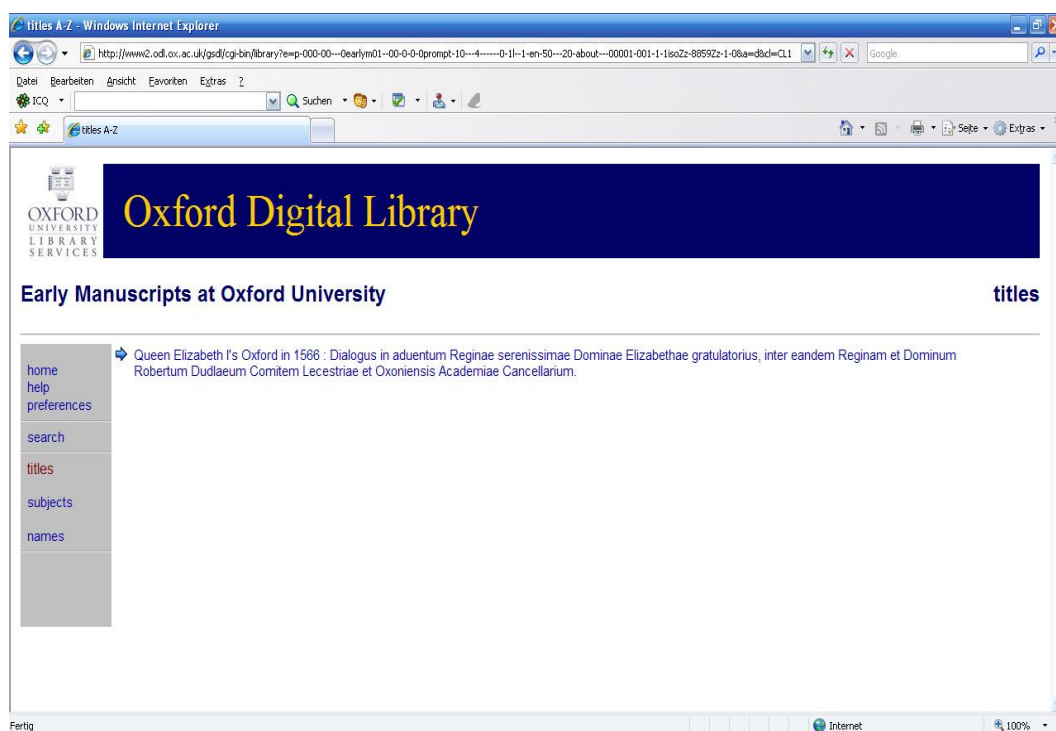 titles A-Z - Windows Internet Explorer
http://www2.odl.ox.ac.uk/gsdl/cgi-bin/library?e=p-000-00---0earlym01--00-0-0-0prompt-10---4------0-1l--1-en-50---20-about---00001-001-1-1isoZz-8859Zz-1-0&a=d&cl=CL1
Google
Datei Bearbeiten Ansicht Favoriten Extras ?
ICQ Suchen
titles A-Z
Seite Extras
OXFORD
UNIVERSITY
LIBRARY
SERVICES
Oxford Digital Library
Early Manuscripts at Oxford University titles
Queen Elizabeth I's Oxford in 1566 : Dialogus in aduentum Reginae serenissimae Dominae Elizabethae gratulatorius, inter eandem Reginam et Dominum
Robertum Dudlaeum Comitem Lecestriae et Oxoniensis Academiae Cancellarium.
home
help
preferences
search
titles
subjects
names
Fertig Internet 100%